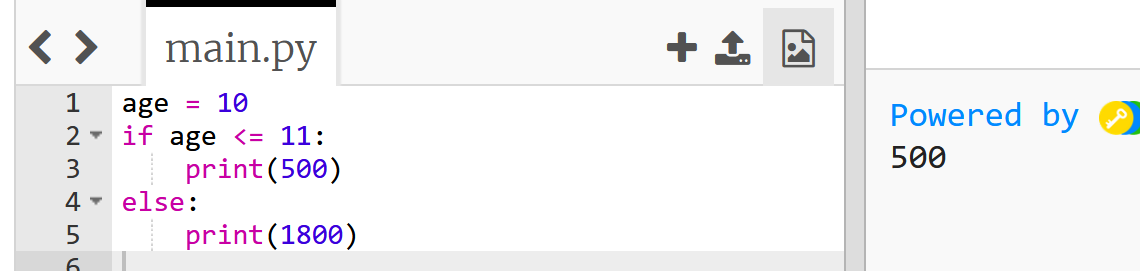 main.py
1 age = 10
2 if age <= 11:
3     print(500)
4 else:
5     print(1800)
6
Powered by
500